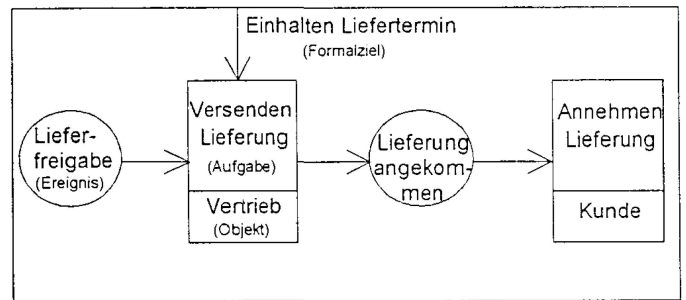 Einhalten Liefertermin
(Formalziel)
Liefer-
freigabe
(Ereignis)
Versenden
Lieferung
(Aufgabe)
Vertrieb
(Objekt)
Lieferung
angekom-
men
Annehmen
Lieferung
Kunde